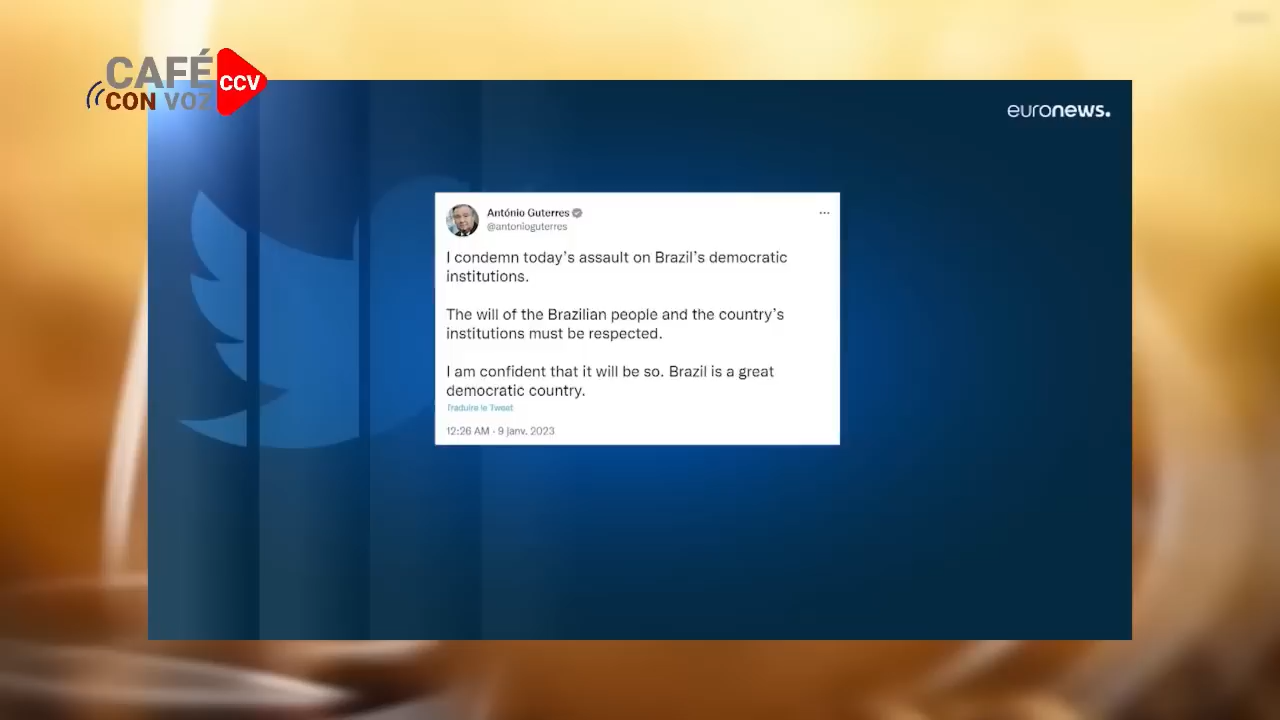 CAFÉ
CON VOZ
CCV
euronews.
António Guterres
@antonioguterres
I condemn today's assault on Brazil's democratic
institutions.
The will of the Brazilian people and the country's
institutions must be respected.
I am confident that it will be so. Brazil is a great
democratic country.
Traduire le Tweet
12:26 AM · 9 janv. 2023